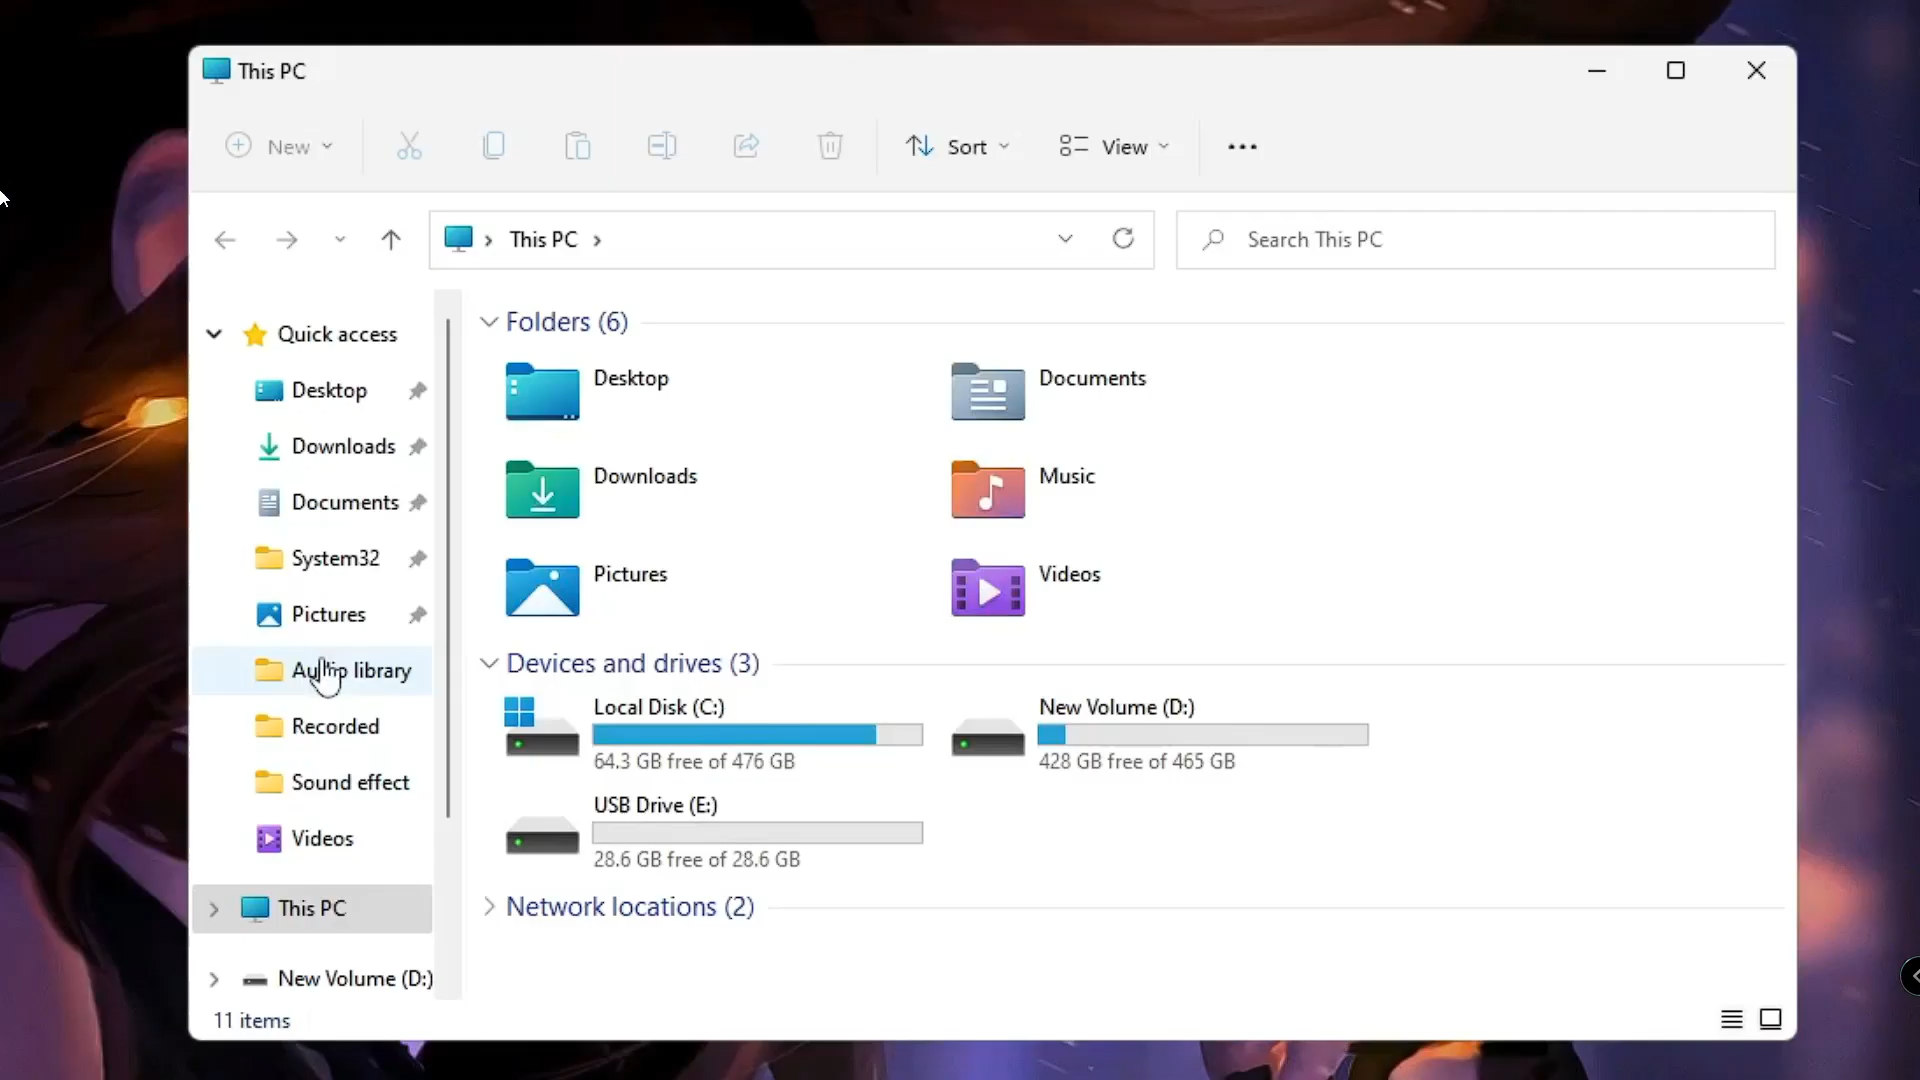 This PC
New
Sort
View
This PC
Search This PC
Quick access
Desktop
Downloads
Documents
System32
Pictures
library
Recorded
Sound effect
Videos
This PC
New Volume (D:)
Folders (6)
Desktop
Documents
Downloads
Music
Pictures
Videos
Devices and drives (3)
Local Disk (C:)
64.3 GB free of 476 GB
New Volume (D:)
428 GB free of 465 GB
USB Drive (E:)
28.6 GB free of 28.6 GB
Network locations (2)
11 items